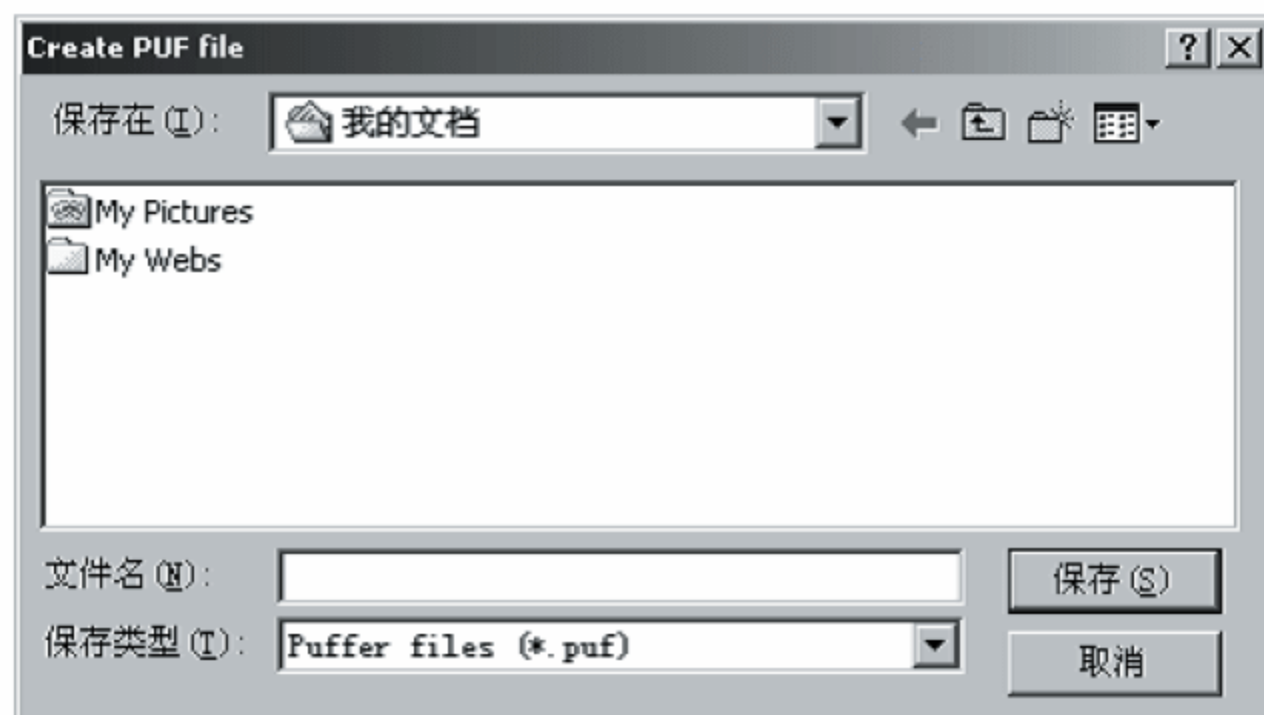 Create PUF file
保存在(I): 我的文档
My Pictures
My Webs
文件名(N): 保存(S)
保存类型(T): Puffer files (*.puf) 取消